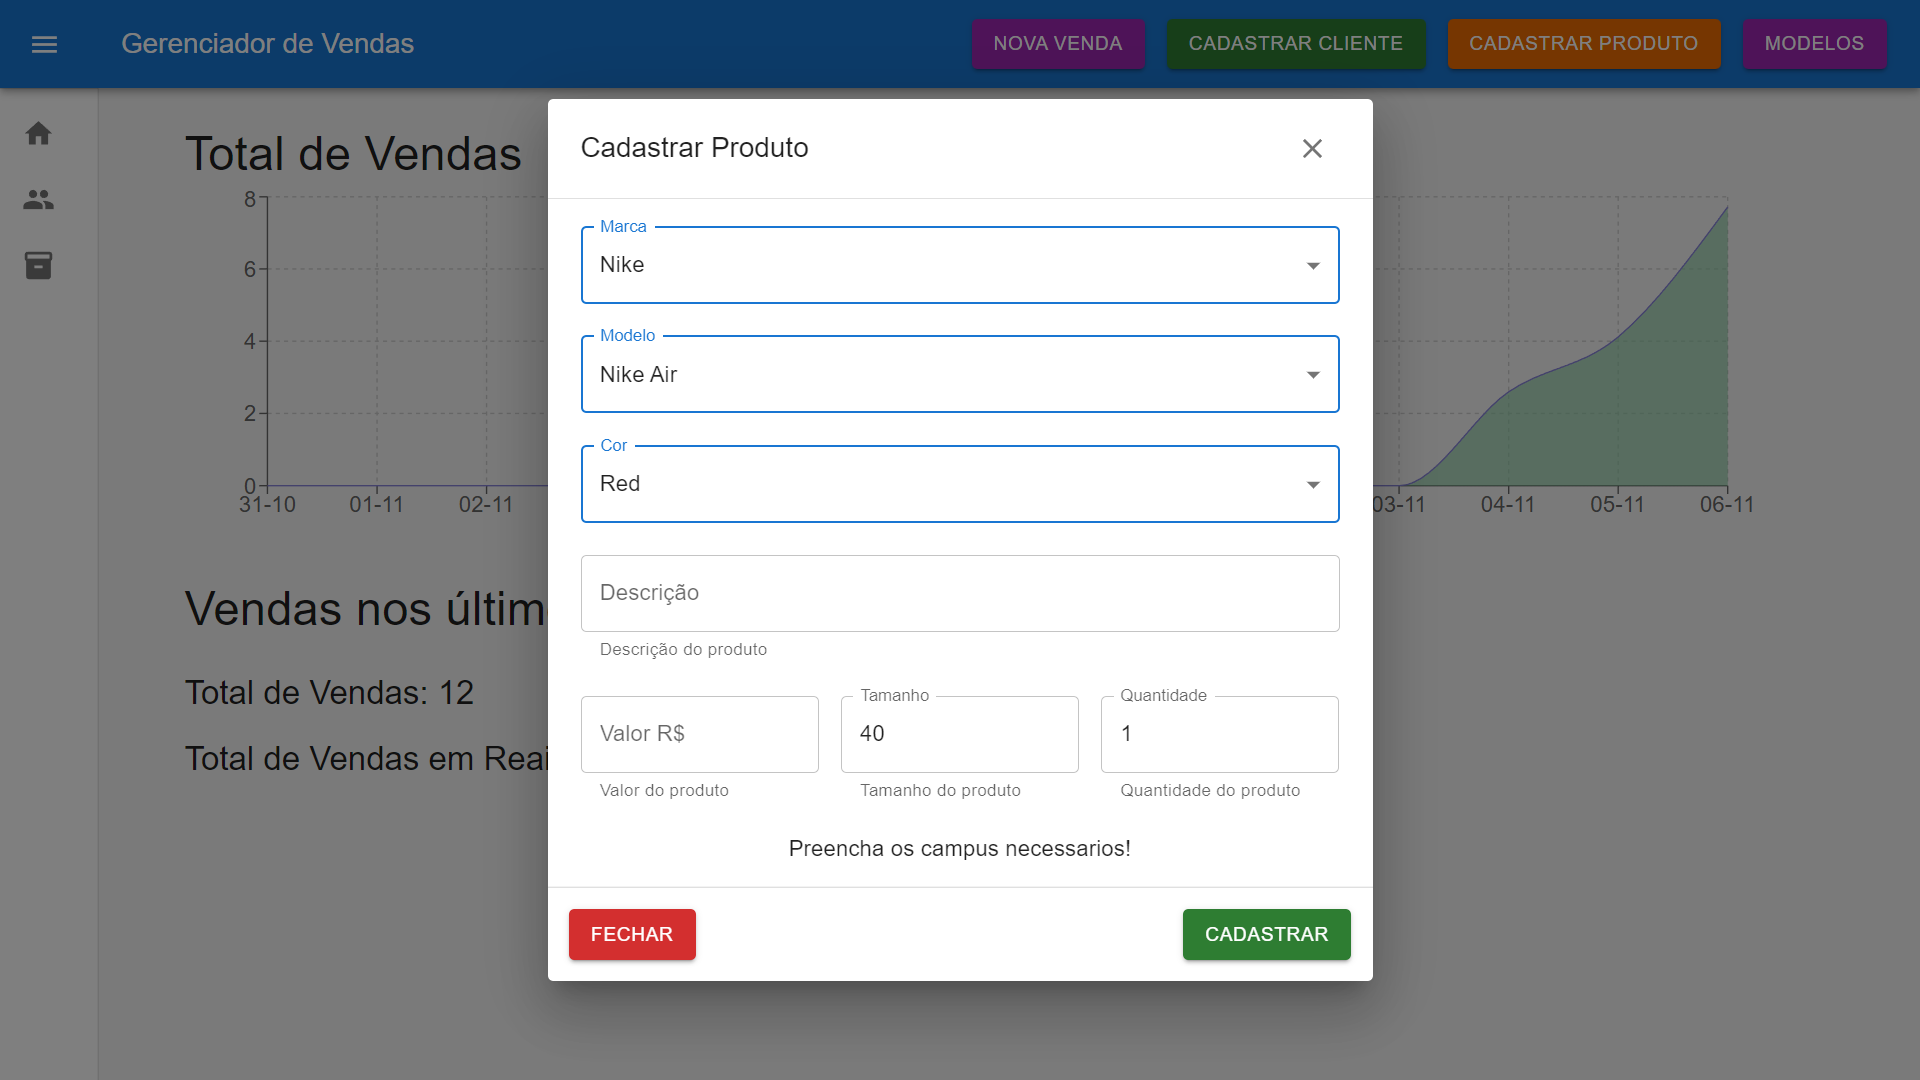 Gerenciador de Vendas
NOVA VENDA
CADASTRAR CLIENTE
CADASTRAR PRODUTO
MODELOS
Total de Vendas
8
6
4
2
0
31-10
01-11
02-11
03-11
04-11
05-11
06-11
Vendas nos
Total de Vendas: 12
Total de Vendas em
Cadastrar Produto
Marca
Nike
Modelo
Nike Air
Cor
Red
Descrição
Descrição do produto
Valor R$
Valor do produto
Tamanho
40
Tamanho do produto
Quantidade
1
Quantidade do produto
Preencha os campus necessarios!
FECHAR
CADASTRAR